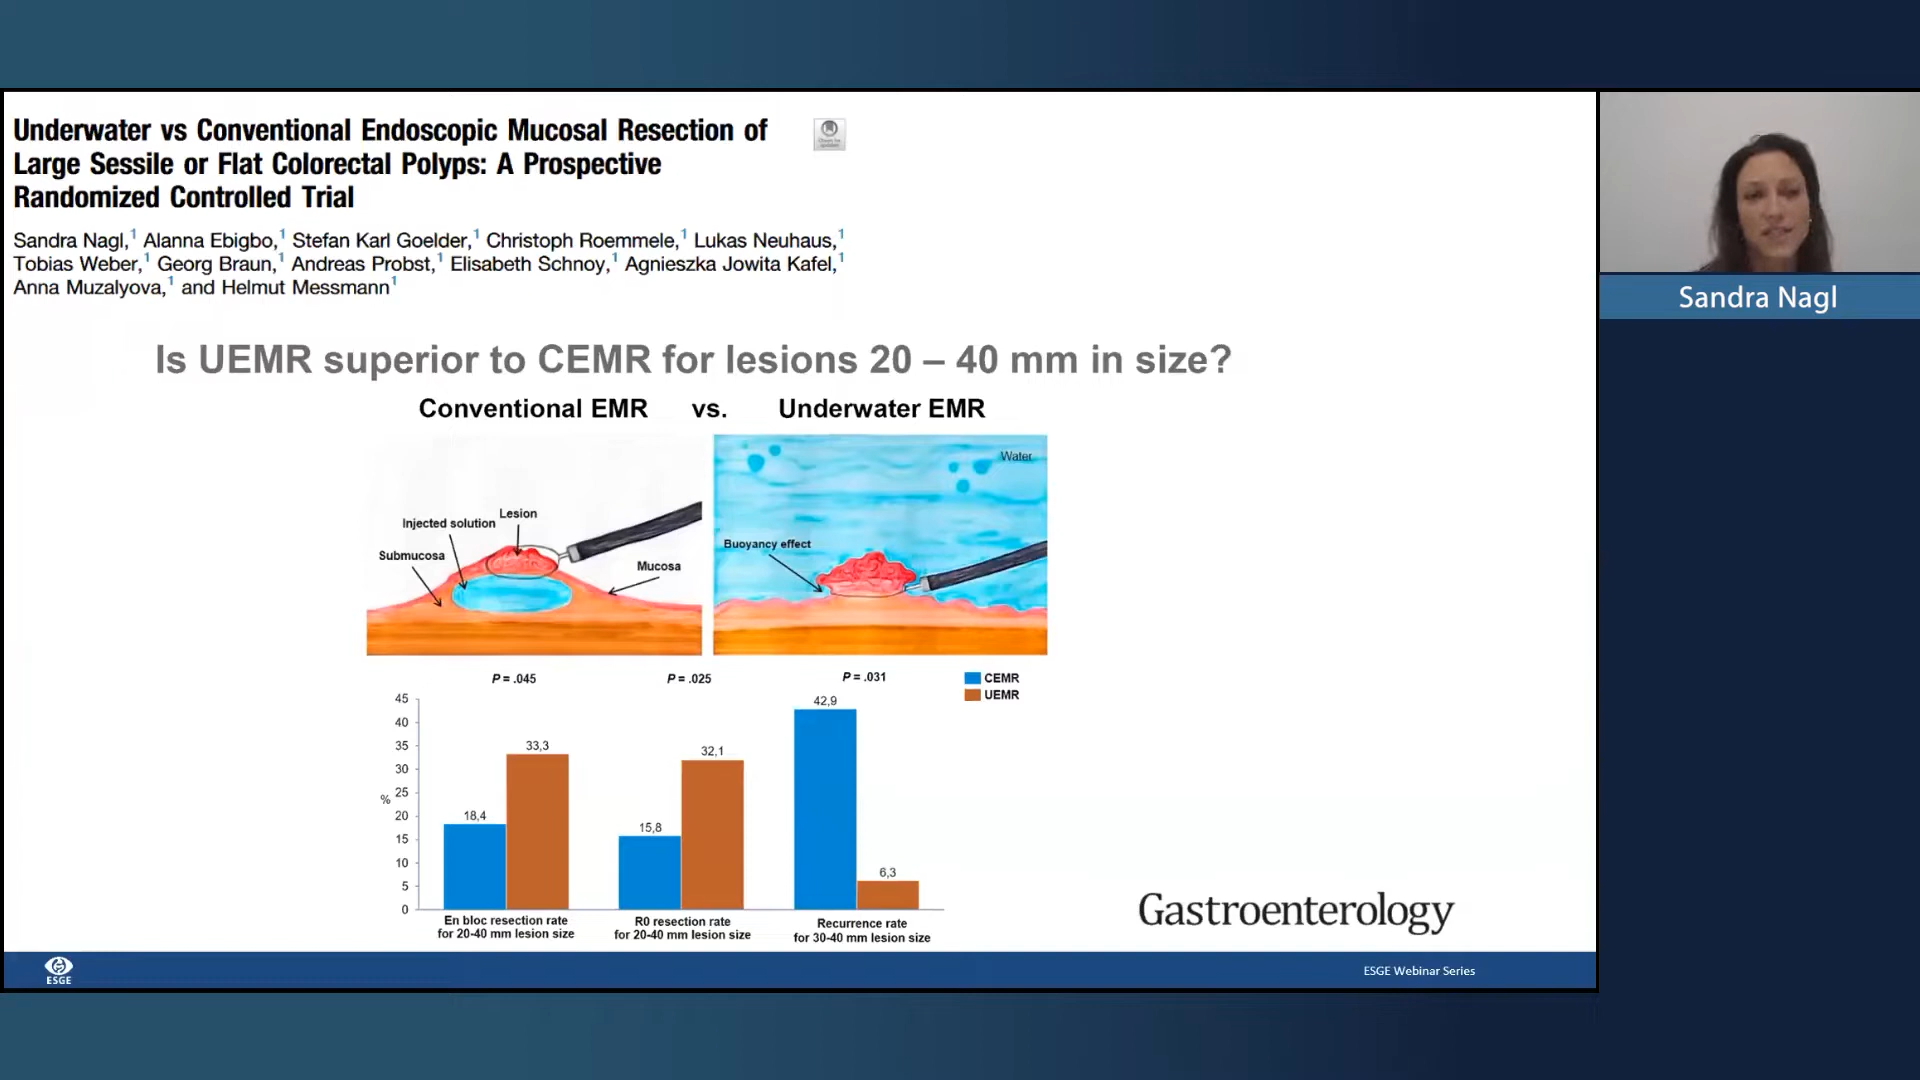 Underwater vs Conventional Endoscopic Mucosal Resection of
Large Sessile or Flat Colorectal Polyps: A Prospective
Randomized Controlled Trial
Sandra Nagl,1 Alanna Ebigbo,1 Stefan Karl Goelder,1 Christoph Roemmele,1 Lukas Neuhaus,1
Tobias Weber,1 Georg Braun,1 Andreas Probst,1 Elisabeth Schnoy,1 Agnieszka Jowita Kafel,1
Anna Muzalyova,1 and Helmut Messmann1
Sandra Nagl
Is UEMR superior to CEMR for lesions 20 – 40 mm in size?
Conventional EMR vs. Underwater EMR
Lesion
Injected solution
Submucosa
Mucosa
Water
Buoyancy effect
P = .045
P = .025
P = .031
CEMR
UEMR
45
40
35
30
25
20
15
10
5
0
%
18,4
33,3
15,8
32,1
42,9
6,3
En bloc resection rate
for 20-40 mm lesion size
R0 resection rate
for 20-40 mm lesion size
Recurrence rate
for 30-40 mm lesion size
Gastroenterology
ESGE
ESGE Webinar Series